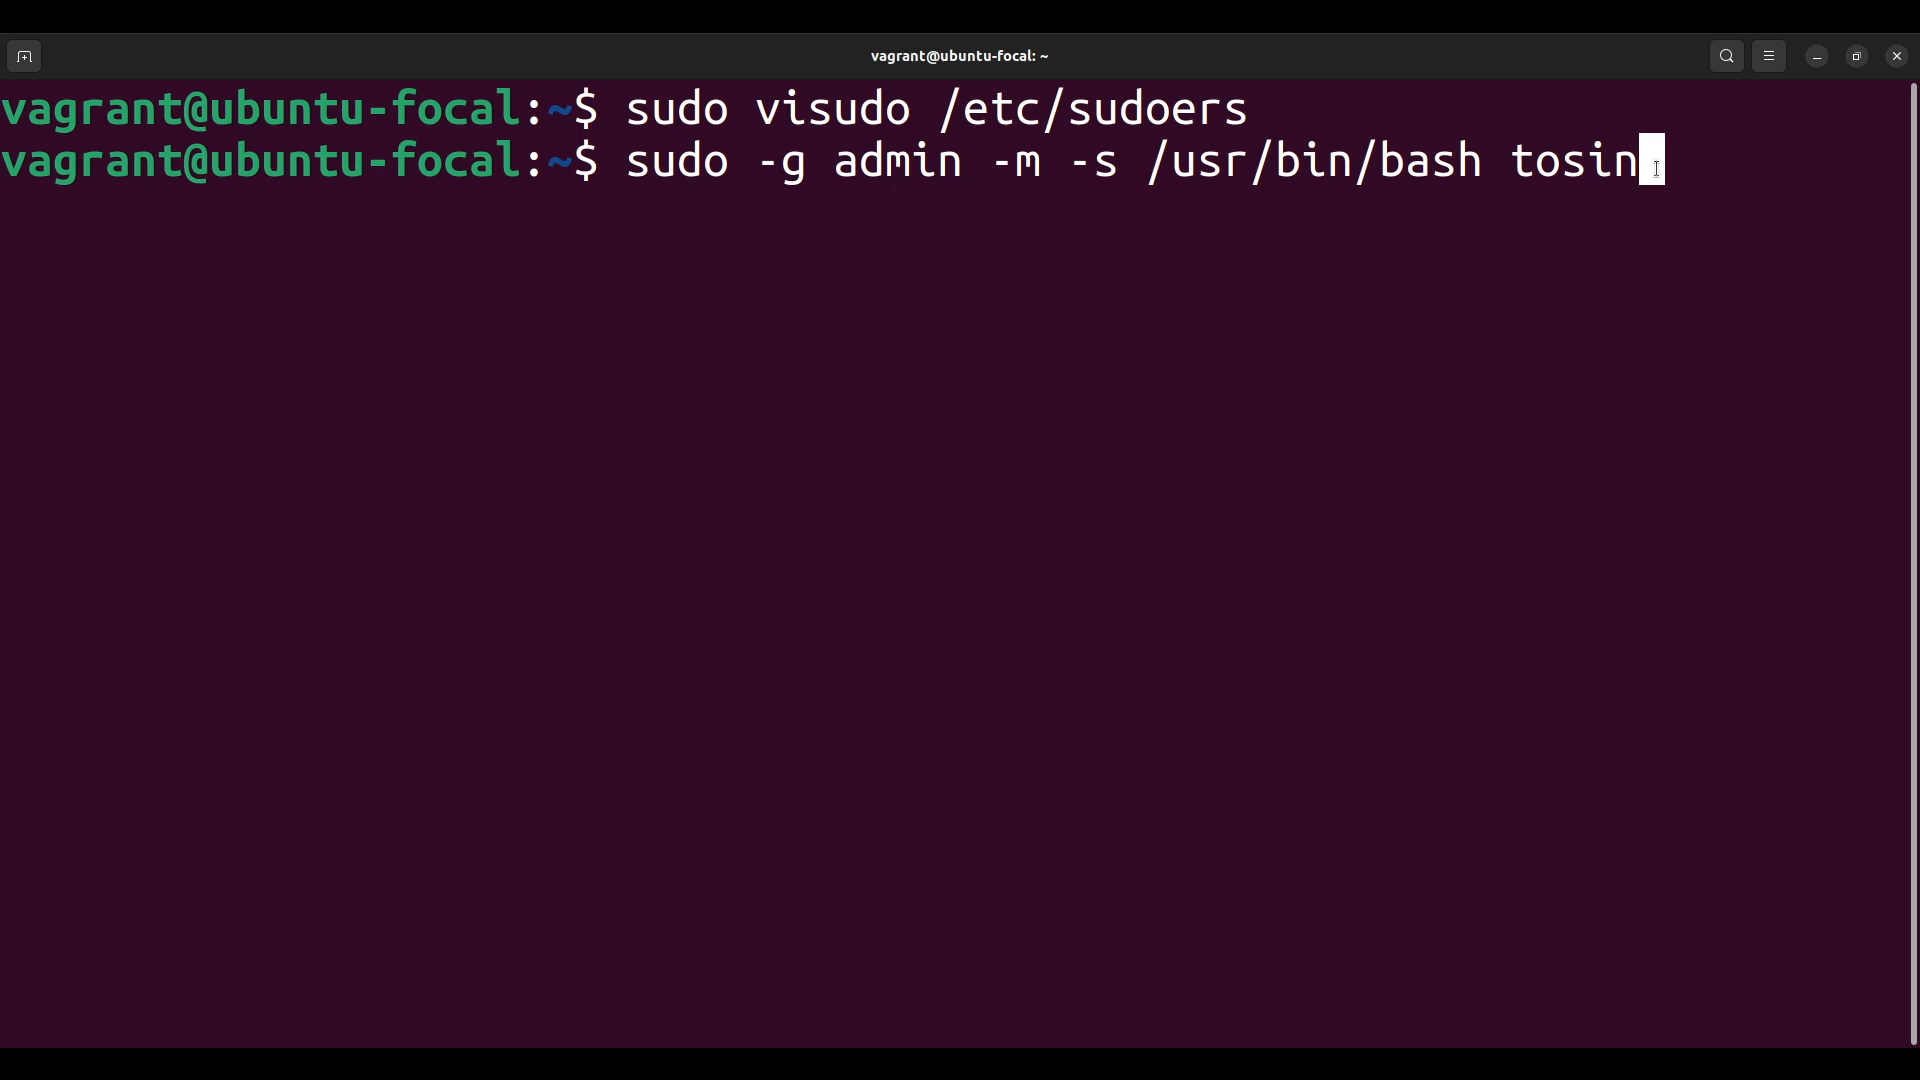 vagrant@ubuntu-focal: ~
vagrant@ubuntu-focal:~$ sudo visudo /etc/sudoers
vagrant@ubuntu-focal:~$ sudo -g admin -m -s /usr/bin/bash tosin